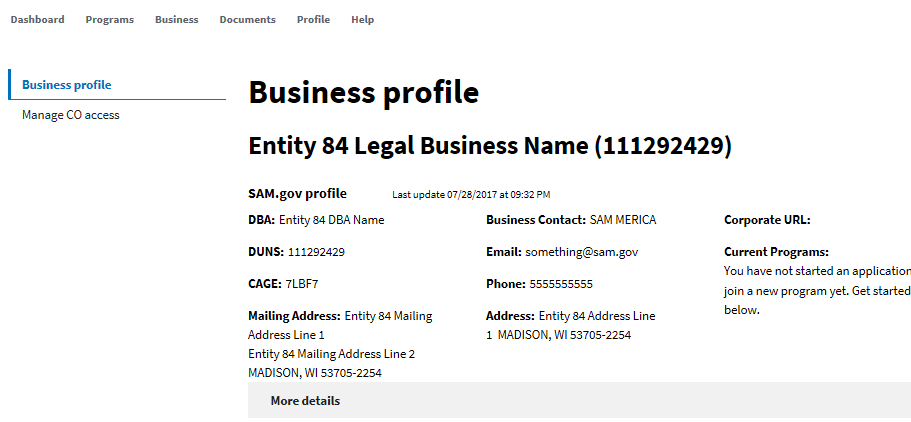 Dashboard Programs Business Documents Profile Help
Business profile
Manage CO access
Business profile
Entity 84 Legal Business Name (111292429)
SAM.gov profile Last update 07/28/2017 at 09:32 PM
DBA: Entity 84 DBA Name
DUNS: 111292429
CAGE: 7LBF7
Mailing Address: Entity 84 Mailing
Address Line 1
Entity 84 Mailing Address Line 2
MADISON, WI 53705-2254
Business Contact: SAM MERICA
Email: something@sam.gov
Phone: 5555555555
Address: Entity 84 Address Line
1 MADISON, WI 53705-2254
Corporate URL:
Current Programs:
You have not started an application
join a new program yet. Get started
below.
More details